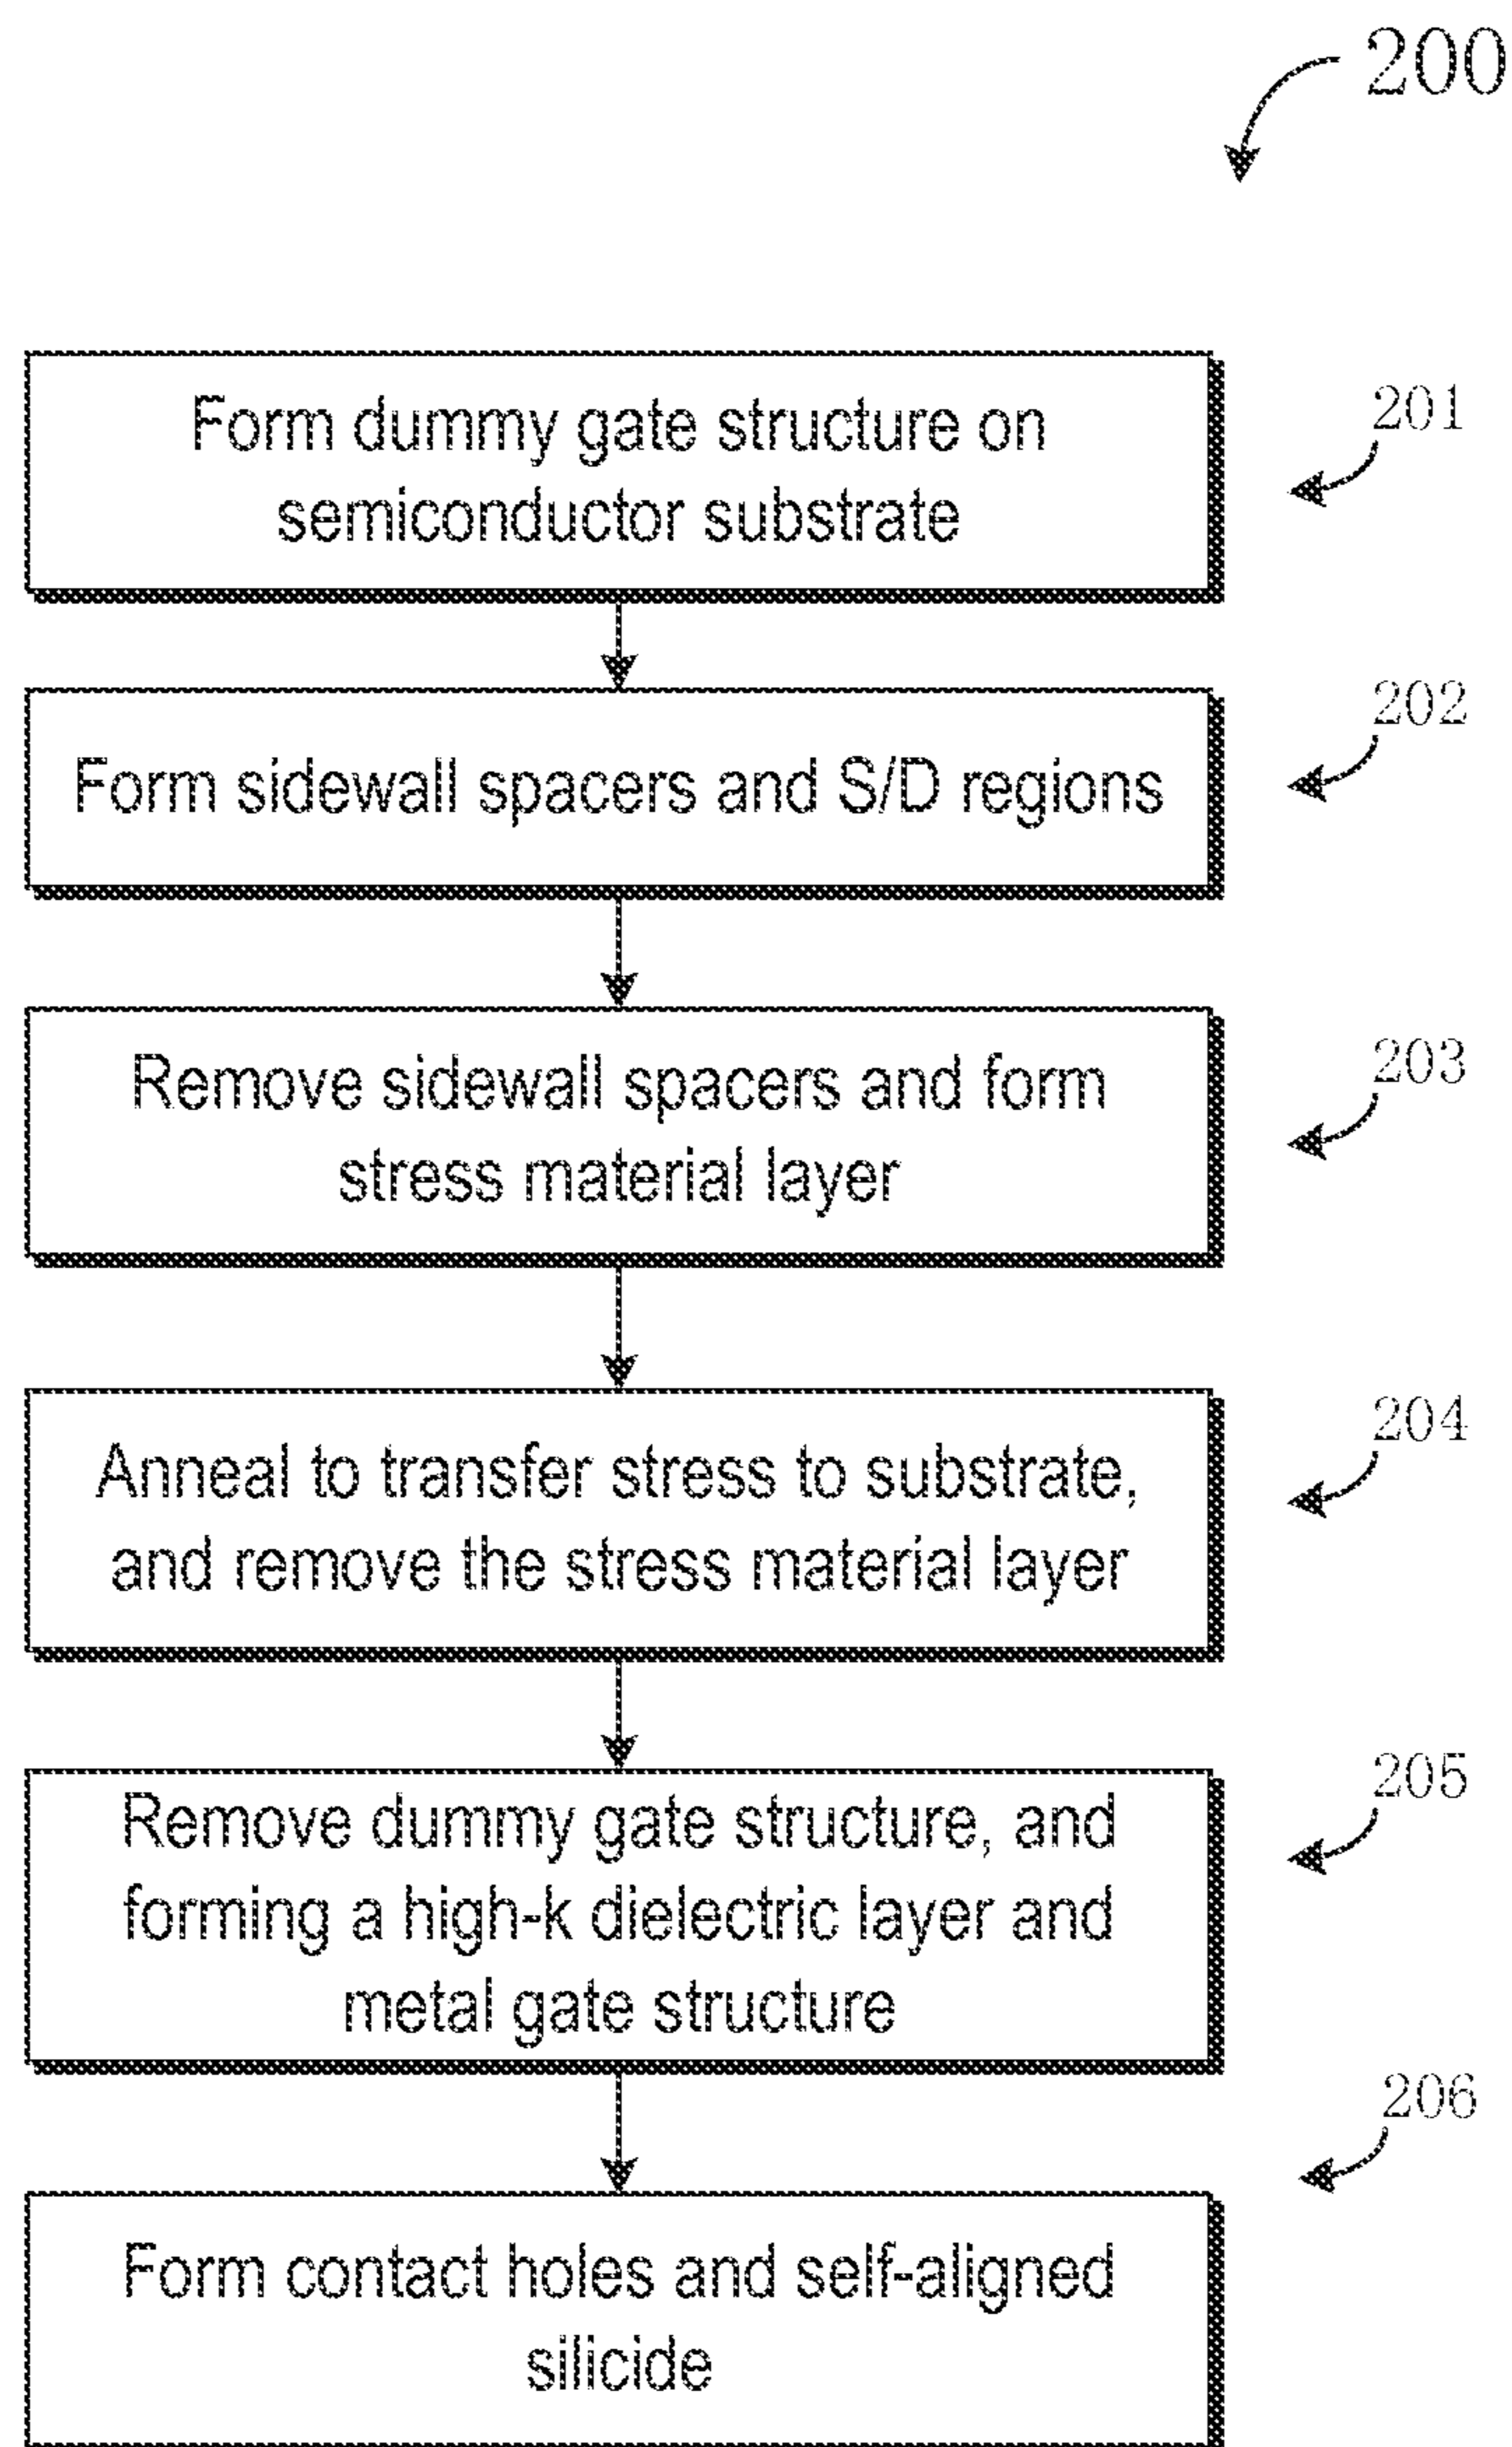 200
Form dummy gate structure on
semiconductor substrate
201
Form sidewall spacers and S/D regions
202
Remove sidewall spacers and form
stress material layer
203
Anneal to transfer stress to substrate,
and remove the stress material layer
204
Remove dummy gate structure, and
forming a high-k dielectric layer and
metal gate structure
205
Form contact holes and self-aligned
silicide
206